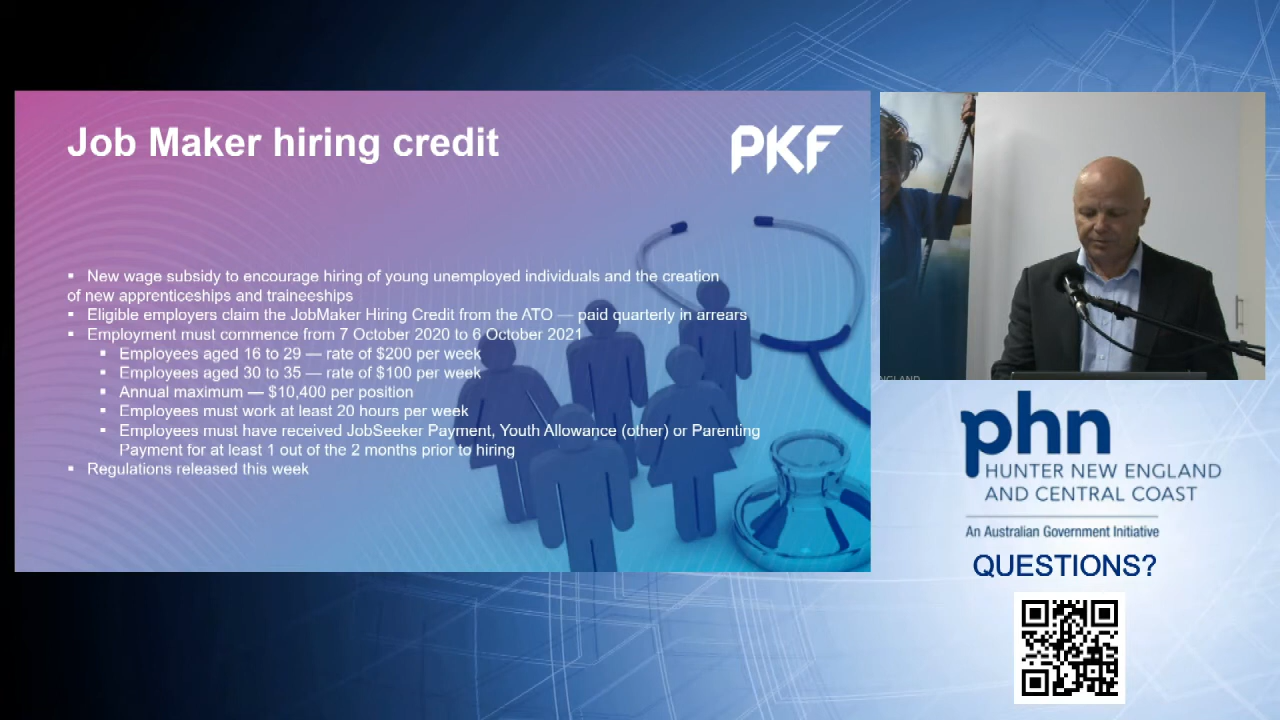 Job Maker hiring credit
PKF
▪ New wage subsidy to encourage hiring of young unemployed individuals and the creation
of new apprenticeships and traineeships
▪ Eligible employers claim the JobMaker Hiring Credit from the ATO — paid quarterly in arrears
▪ Employment must commence from 7 October 2020 to 6 October 2021
▪ Employees aged 16 to 29 — rate of $200 per week
▪ Employees aged 30 to 35 — rate of $100 per week
▪ Annual maximum — $10,400 per position
▪ Employees must work at least 20 hours per week
▪ Employees must have received JobSeeker Payment, Youth Allowance (other) or Parenting
Payment for at least 1 out of the 2 months prior to hiring
▪ Regulations released this week
NGLAND
phn
HUNTER NEW ENGLAND
AND CENTRAL COAST
An Australian Government Initiative
QUESTIONS?